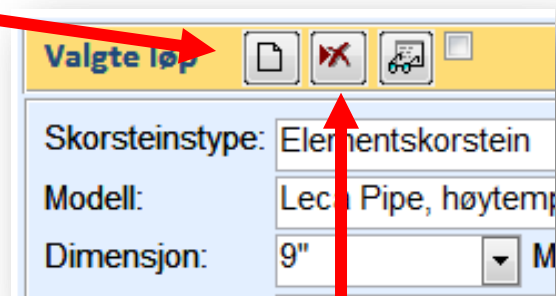 Valgte løp
Skorsteinstype: Elementskorstein
Modell: Leca Pipe, høytemp
Dimensjon: 9" M